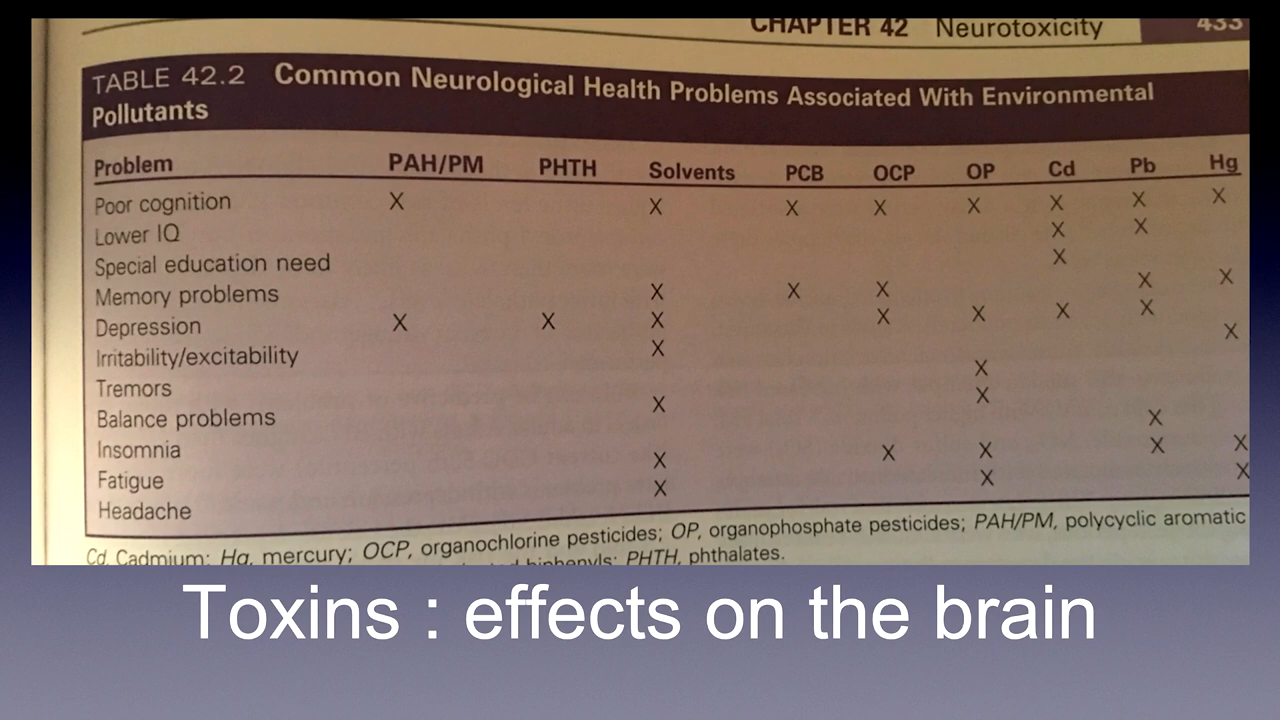 CHAPTER 42 Neurotoxicity 433
TABLE 42.2 Common Neurological Health Problems Associated With Environmental
Pollutants
Problem PAH/PM PHTH Solvents PCB OCP OP Cd Pb Hg
Poor cognition X X X X X X X X
Lower IQ X X
Special education need X
Memory problems X X X X X
Depression X X X X X X X
Irritability/excitability X X
Tremors X
Balance problems X X
Insomnia X
Fatigue X X X X X
Headache X X X
Cd, Cadmium; Hg, mercury; OCP, organochlorine pesticides; OP, organophosphate pesticides; PAH/PM, polycyclic aromatic
biphenyls; PHTH, phthalates.
Toxins : effects on the brain